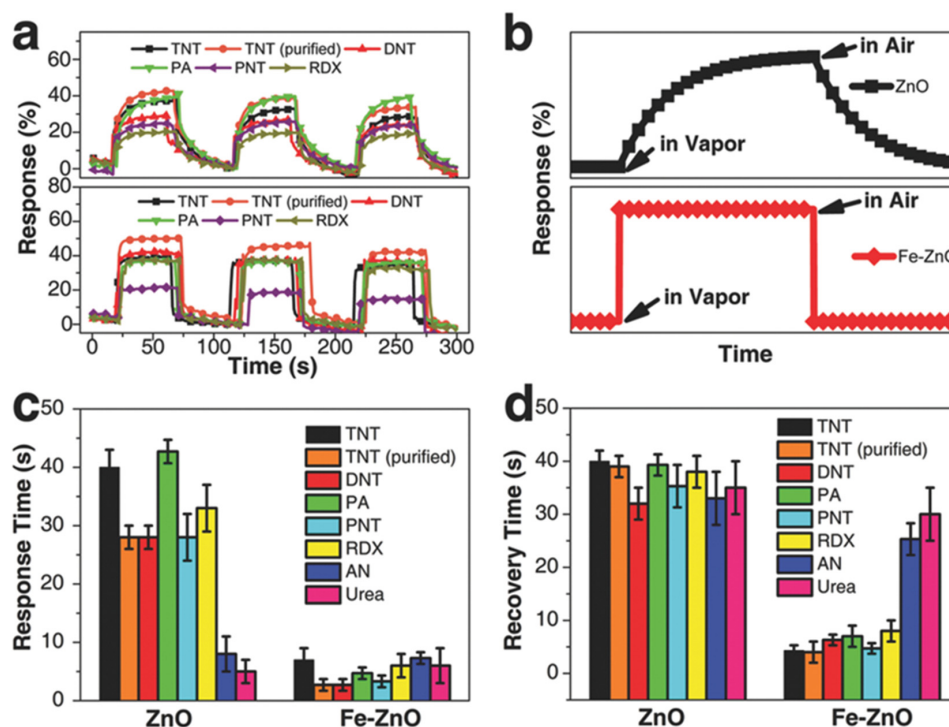 a
TNT TNT (purified) DNT
PA PNT RDX
60
40
20
0
Response (%)
TNT TNT (purified) DNT
PA PNT RDX
80
60
40
20
0
0 50 100 150 200 250 300
Time (s)
b
Response (%)
in Air
ZnO
in Vapor
in Air
Fe-ZnO
in Vapor
Time
c
Response Time (s)
50
40
30
20
10
0
TNT
TNT (purified)
DNT
PA
PNT
RDX
AN
Urea
ZnO Fe-ZnO
d
Recovery Time (s)
50
40
30
20
10
0
TNT
TNT (purified)
DNT
PA
PNT
RDX
AN
Urea
ZnO Fe-ZnO